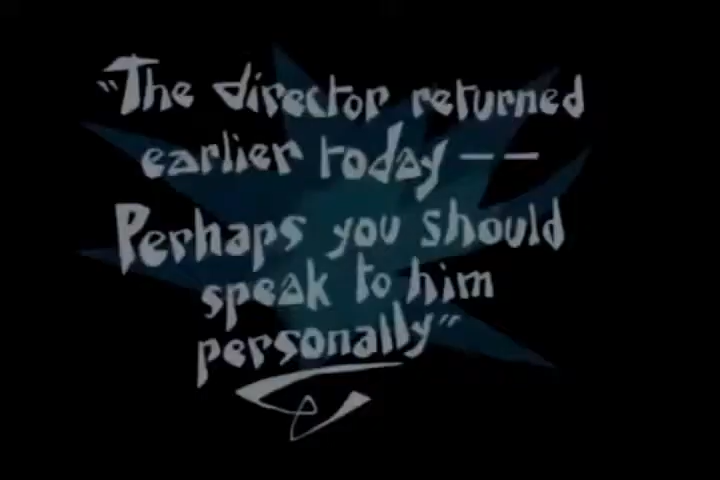 "The director returned
earlier today — —
Perhaps you should
speak to him
personally"